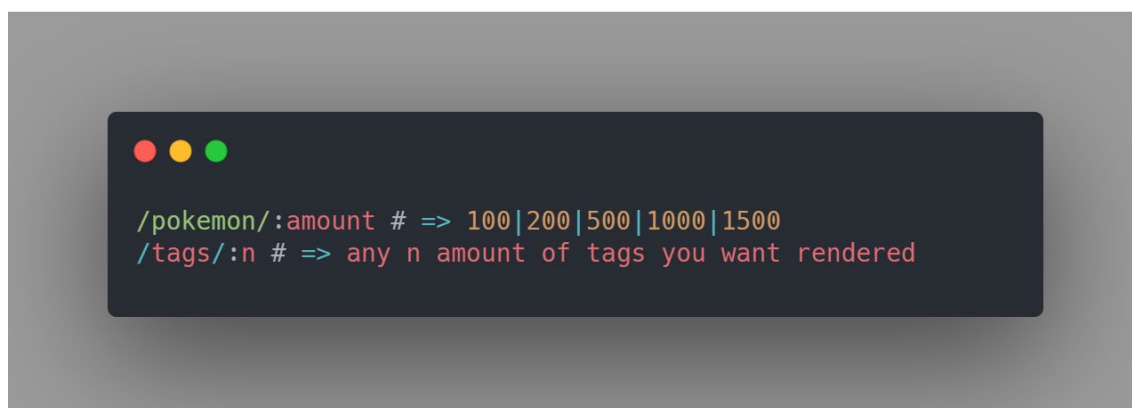 /pokemon/:amount # => 100|200|500|1000|1500
/tags/:n # => any n amount of tags you want rendered